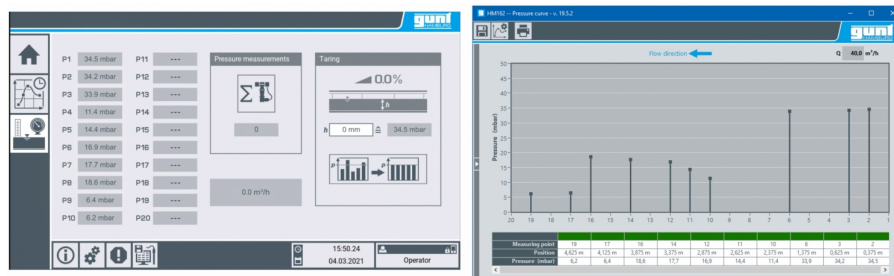 gunt
HAMBURG
P1 34.5 mbar P11 ---
P2 34.2 mbar P12 ---
P3 33.9 mbar P13 ---
P4 11.4 mbar P14 ---
P5 14.4 mbar P15 ---
P6 16.9 mbar P16 ---
P7 17.7 mbar P17 ---
P8 18.6 mbar P18 ---
P9 6.4 mbar P19 ---
P10 6.2 mbar P20 ---
Pressure measurements
Σ
0
0.0 m³/h
Taring
0.0%
h
h 0 mm ≙ 34.5 mbar
P P
15:50.24
04.03.2021
Operator
HM162 -- Pressure curve - v. 19.5.2
gunt
HAMBURG
Flow direction
Q 40,0 m³/h
Pressure (mbar)
50
45
40
35
30
25
20
15
10
5
0
20 19 18 17 16 15 14 13 12 11 10 9 8 7 6 5 4 3 2 1
Measuring point 19 17 16 14 12 11 10 6 3 2
Position 4,625 m 4,125 m 3,875 m 3,375 m 2,875 m 2,625 m 2,375 m 1,375 m 0,625 m 0,375 m
Pressure (mbar) 6,2 6,4 18,6 17,7 16,9 14,4 11,4 33,9 34,2 34,5